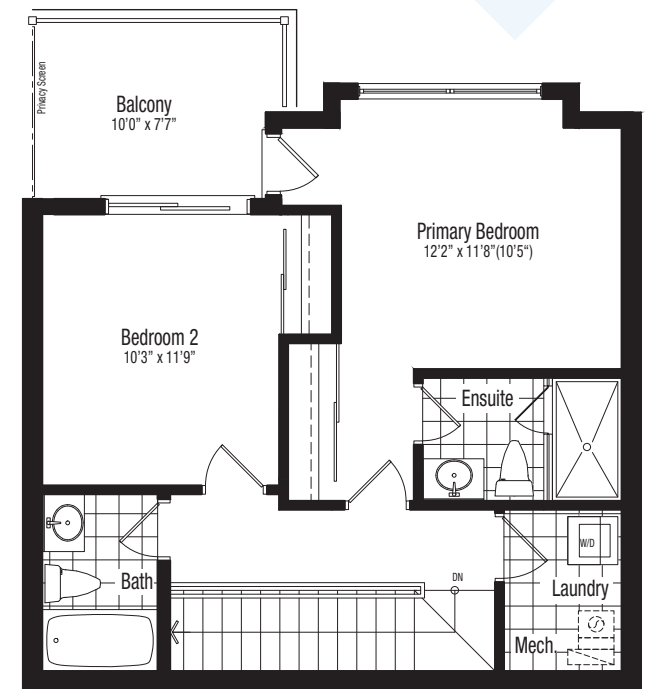 Privacy Screen
Balcony
10'0" x 7'7"
Primary Bedroom
12'2" x 11'8"(10'5")
Bedroom 2
10'3" x 11'9"
Ensuite
W/D
DN
Bath
Laundry
Mech.